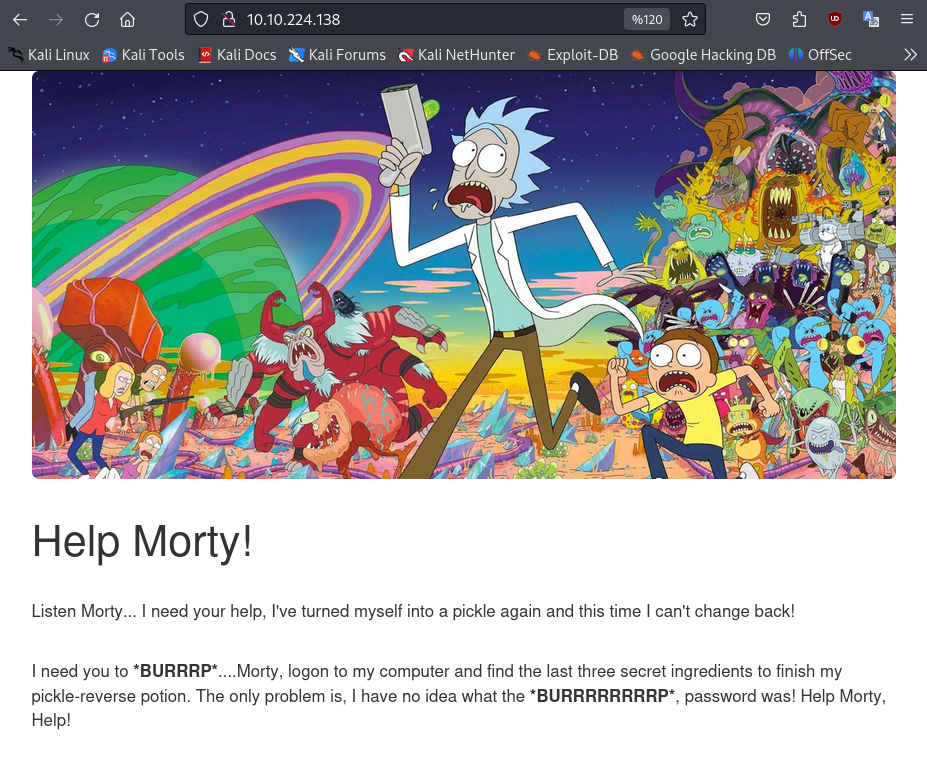 10.10.224.138
%120
Kali Linux Kali Tools Kali Docs Kali Forums Kali NetHunter Exploit-DB Google Hacking DB OffSec
Help Morty!
Listen Morty... I need your help, I've turned myself into a pickle again and this time I can't change back!
I need you to *BURRRP*....Morty, logon to my computer and find the last three secret ingredients to finish my
pickle-reverse potion. The only problem is, I have no idea what the *BURRRRRRRRP*, password was! Help Morty,
Help!